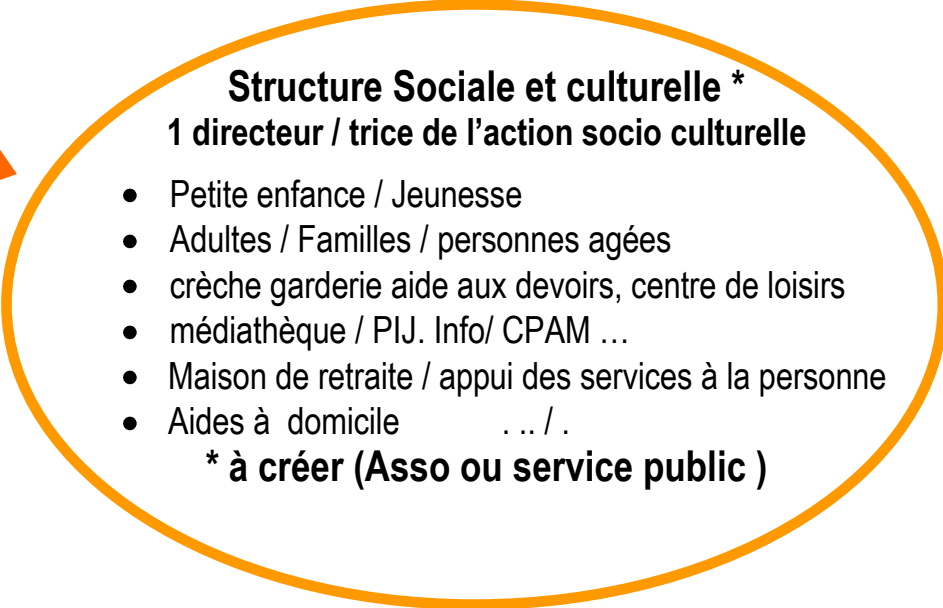 Structure Sociale et culturelle *
1 directeur / trice de l’action socio culturelle
• Petite enfance / Jeunesse
• Adultes / Familles / personnes agées
• crèche garderie aide aux devoirs, centre de loisirs
• médiathèque / PIJ. Info/ CPAM …
• Maison de retraite / appui des services à la personne
• Aides à domicile . .. / .
* à créer (Asso ou service public )